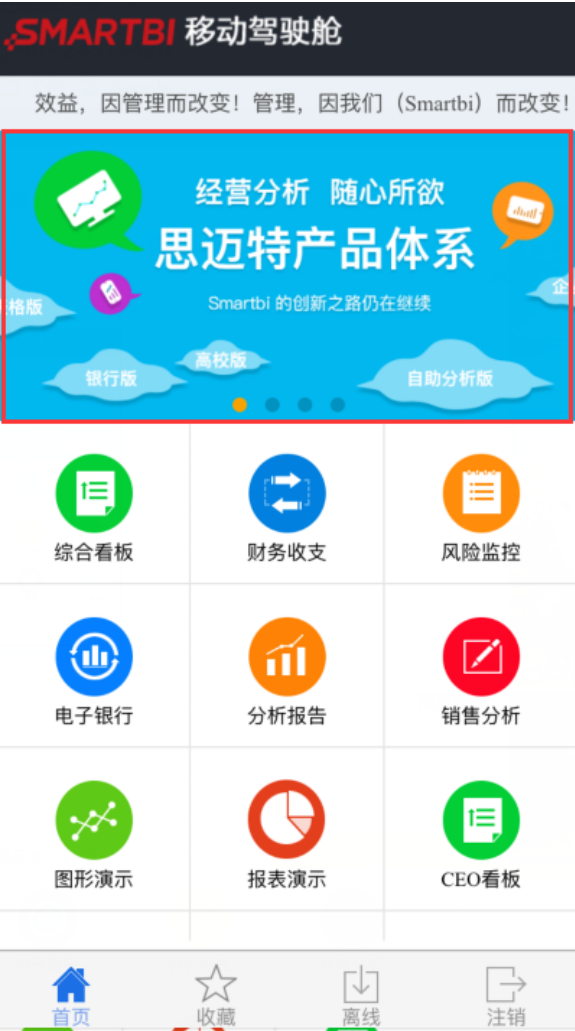 SMARTBI 移动驾驶舱
效益，因管理而改变！管理，因我们（Smartbi）而改变！
经营分析 随心所欲
思迈特产品体系
Smartbi 的创新之路仍在继续
格版
企
银行版
高校版
自助分析版
综合看板
财务收支
风险监控
电子银行
分析报告
销售分析
图形演示
报表演示
CEO看板
首页
收藏
离线
注销